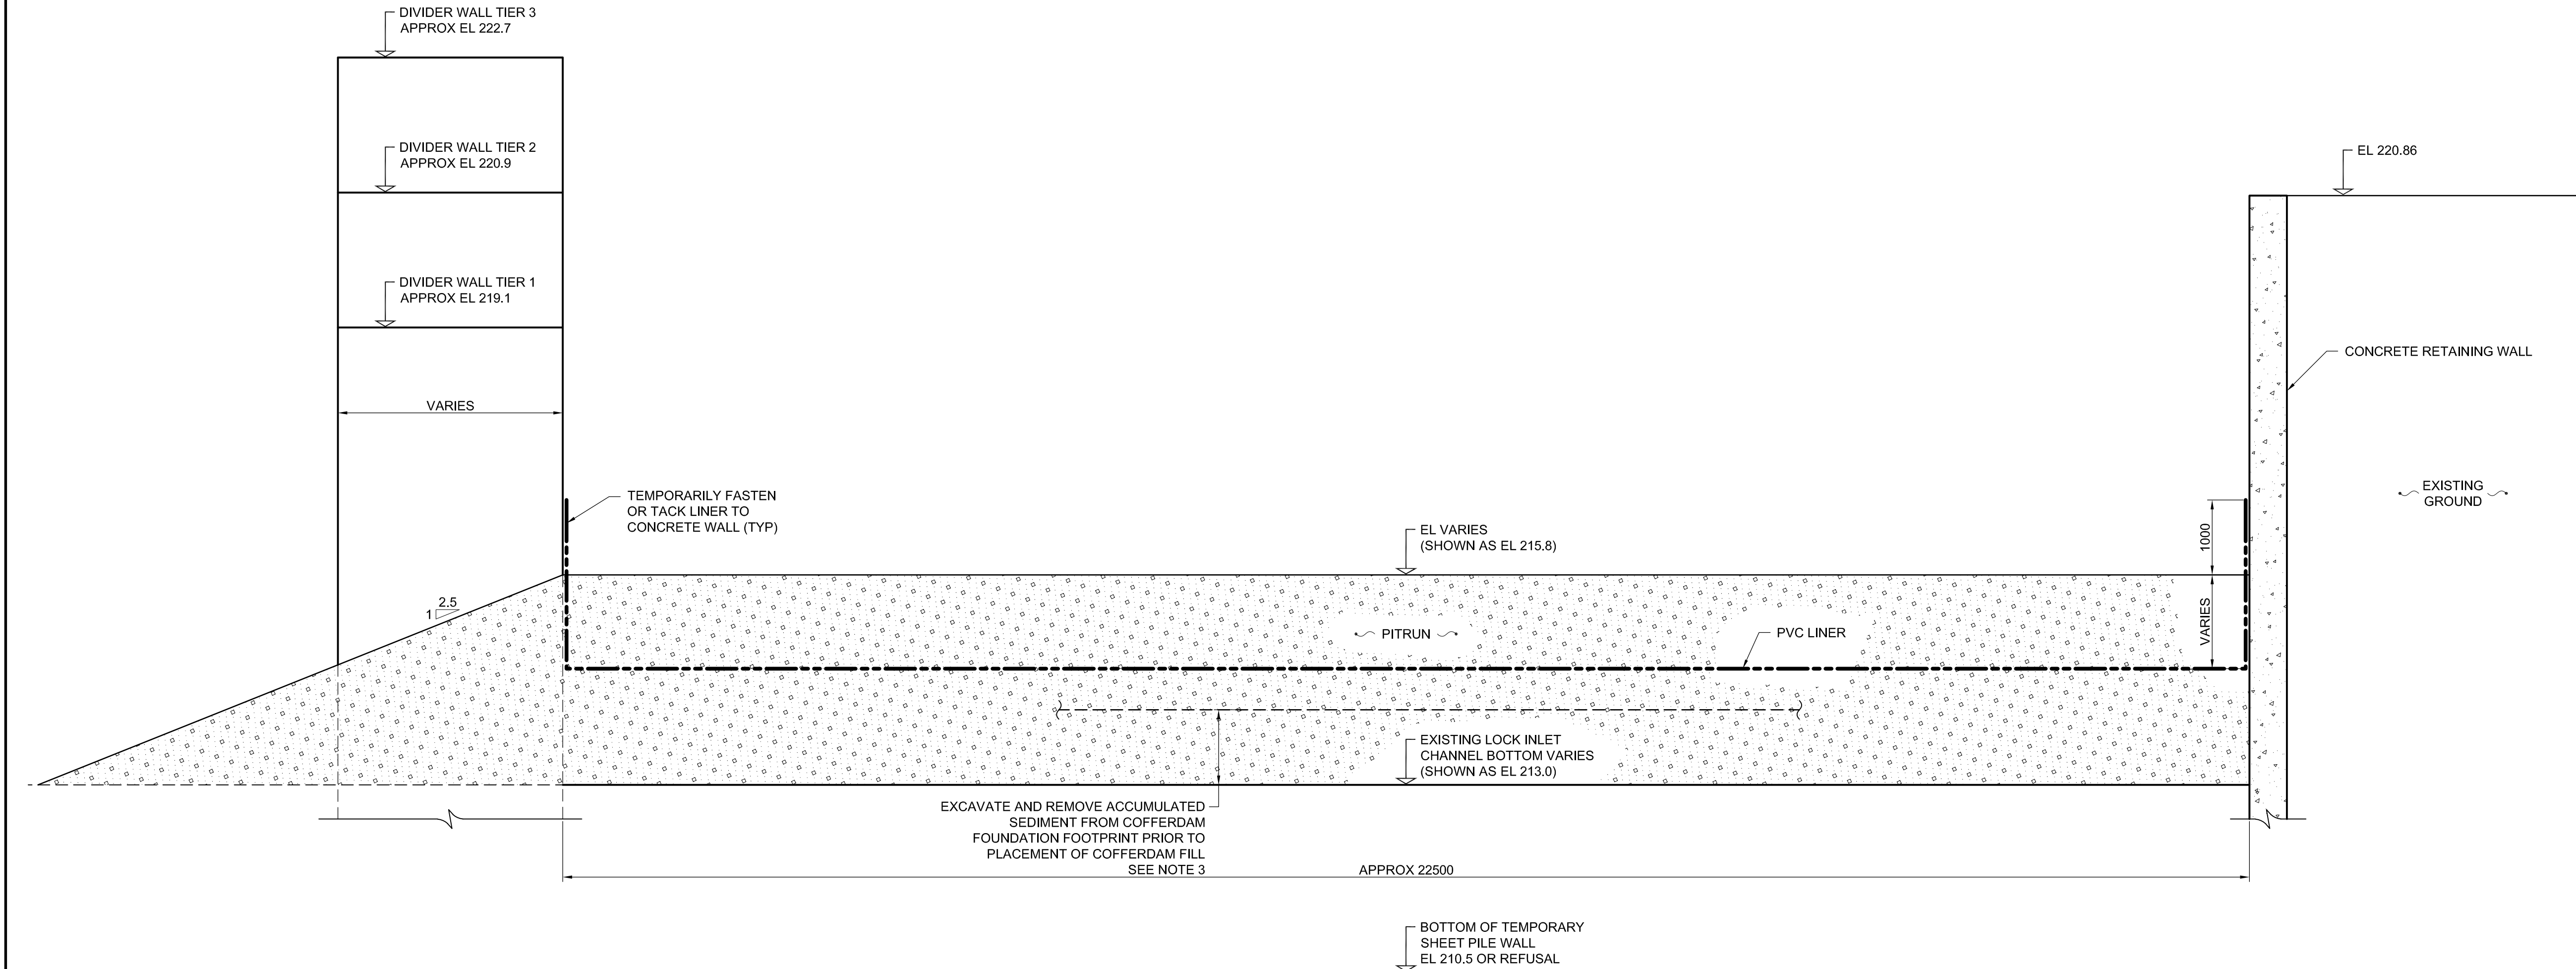 DIVIDER WALL TIER 3
APPROX EL 222.7
DIVIDER WALL TIER 2
APPROX EL 220.9
EL 220.86
DIVIDER WALL TIER 1
APPROX EL 219.1
CONCRETE RETAINING WALL
VARIES
TEMPORARILY FASTEN
OR TACK LINER TO
CONCRETE WALL (TYP)
EXISTING
GROUND
EL VARIES
(SHOWN AS EL 215.8)
1000
2.5
1
PITRUN
PVC LINER
VARIES
EXISTING LOCK INLET
CHANNEL BOTTOM VARIES
(SHOWN AS EL 213.0)
EXCAVATE AND REMOVE ACCUMULATED
SEDIMENT FROM COFFERDAM
FOUNDATION FOOTPRINT PRIOR TO
PLACEMENT OF COFFERDAM FILL
SEE NOTE 3
APPROX 22500
BOTTOM OF TEMPORARY
SHEET PILE WALL
EL 210.5 OR REFUSAL